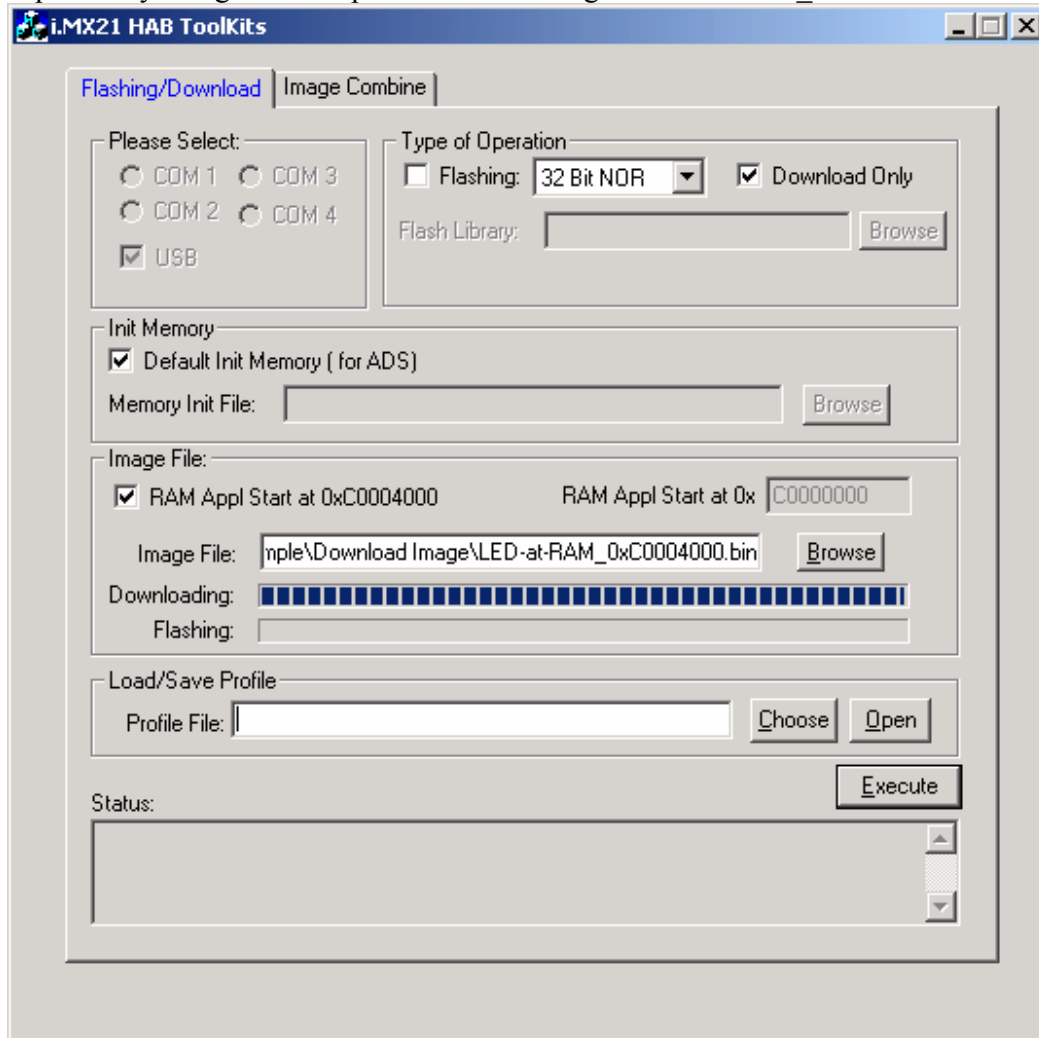 i.MX21 HAB ToolKits
Flashing/Download Image Combine
Please Select:
COM 1 COM 3
COM 2 COM 4
USB
Type of Operation
Flashing: 32 Bit NOR Download Only
Flash Library: Browse
Init Memory
Default Init Memory ( for ADS)
Memory Init File: Browse
Image File:
RAM Appl Start at 0xC0004000 RAM Appl Start at 0x C0000000
Image File: mple\Download Image\LED-at-RAM_0xC0004000.bin Browse
Downloading:
Flashing:
Load/Save Profile
Profile File: Choose Open
Execute
Status: